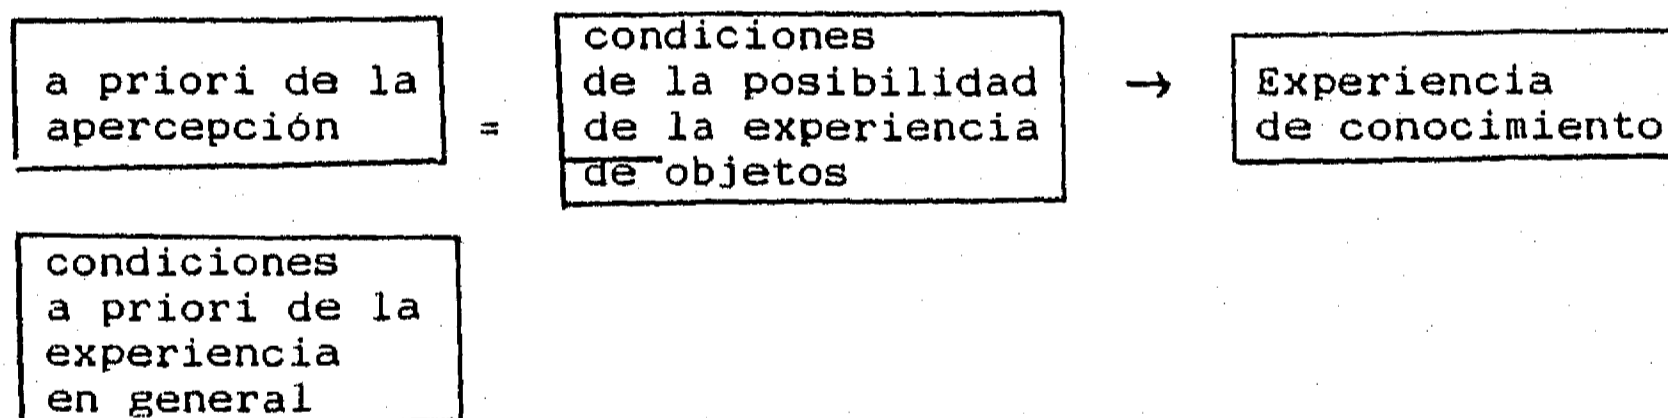 a priori de la
apercepción
=
condiciones
de la posibilidad
de la experiencia
de objetos
→
Experiencia
de conocimiento
condiciones
a priori de la
experiencia
en general